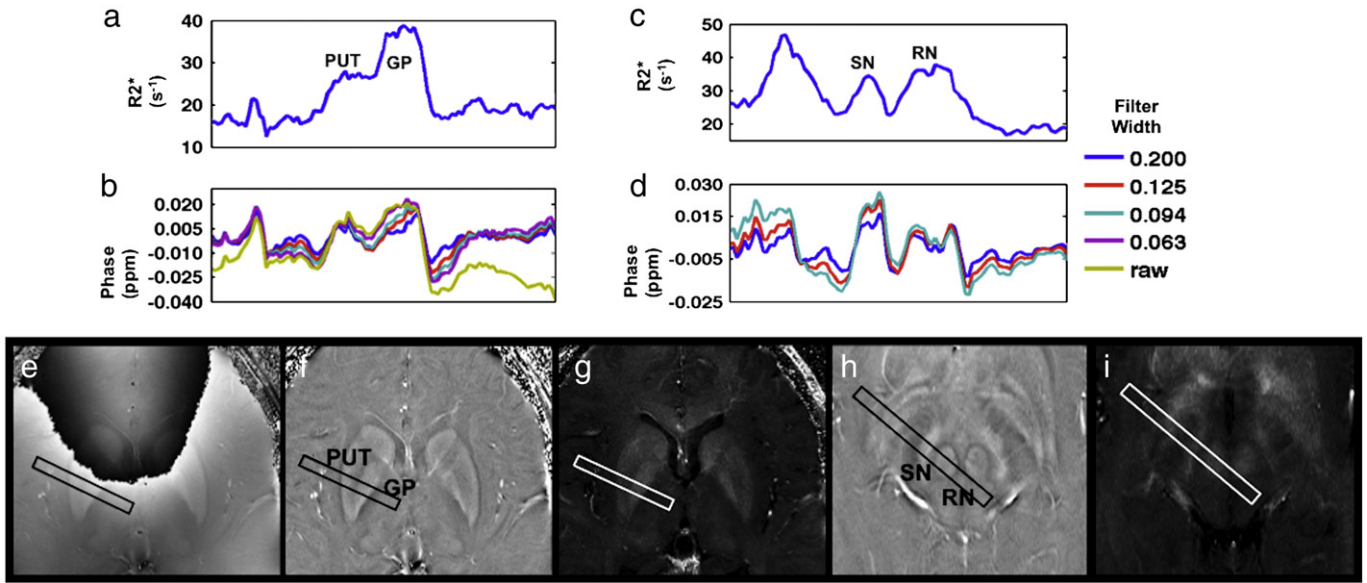 a
40
30
20
10
R2*
(s-1)
PUT
GP
b
0.020
0.005
-0.010
-0.025
-0.040
Phase
(ppm)
c
50
40
30
20
R2*
(s-1)
SN
RN
d
0.030
0.015
-0.005
-0.025
Phase
(ppm)
Filter
Width
0.200
0.125
0.094
0.063
raw
e
f
PUT
GP
g
h
SN
RN
i